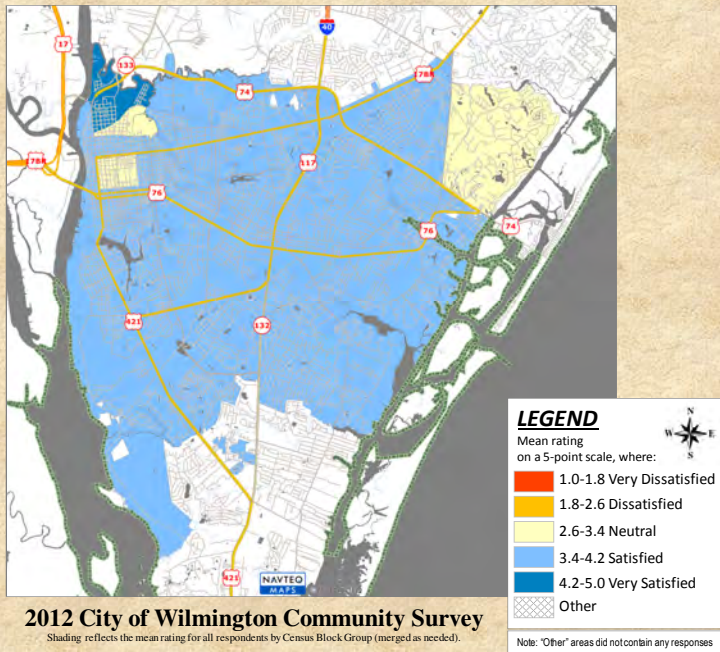 40
17
133
74
17BR
117
17BR
76
76
74
421
132
421
NAVTEQ
MAPS
LEGEND
N
W E
S
Mean rating
on a 5-point scale, where:
1.0-1.8 Very Dissatisfied
1.8-2.6 Dissatisfied
2.6-3.4 Neutral
3.4-4.2 Satisfied
4.2-5.0 Very Satisfied
Other
2012 City of Wilmington Community Survey
Shading reflects the mean rating for all respondents by Census Block Group (merged as needed).
Note: "Other" areas did not contain any responses